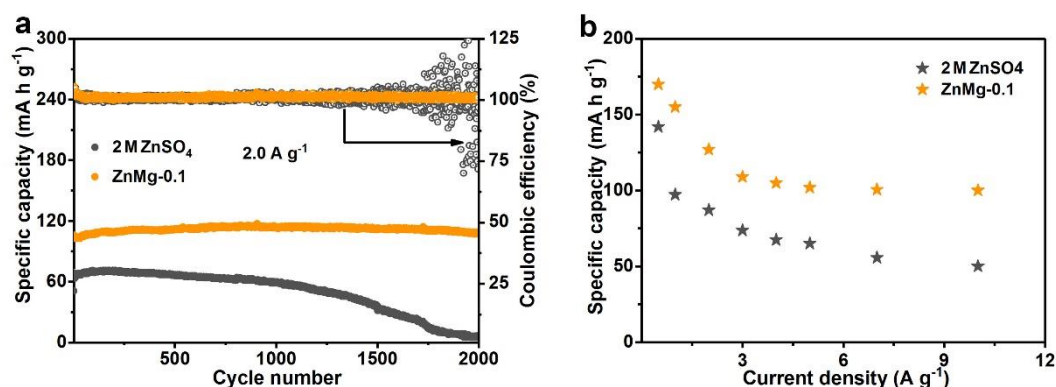 a
300
240
180
120
60
0
Specific capacity (mA h g⁻¹)
2 M ZnSO₄
ZnMg-0.1
2.0 A g⁻¹
125
100
75
50
25
0
Coulombic efficiency (%)
500
1000
1500
2000
Cycle number
b
200
150
100
50
0
Specific capacity (mA h g⁻¹)
2 M ZnSO4
ZnMg-0.1
3
6
9
12
Current density (A g⁻¹)